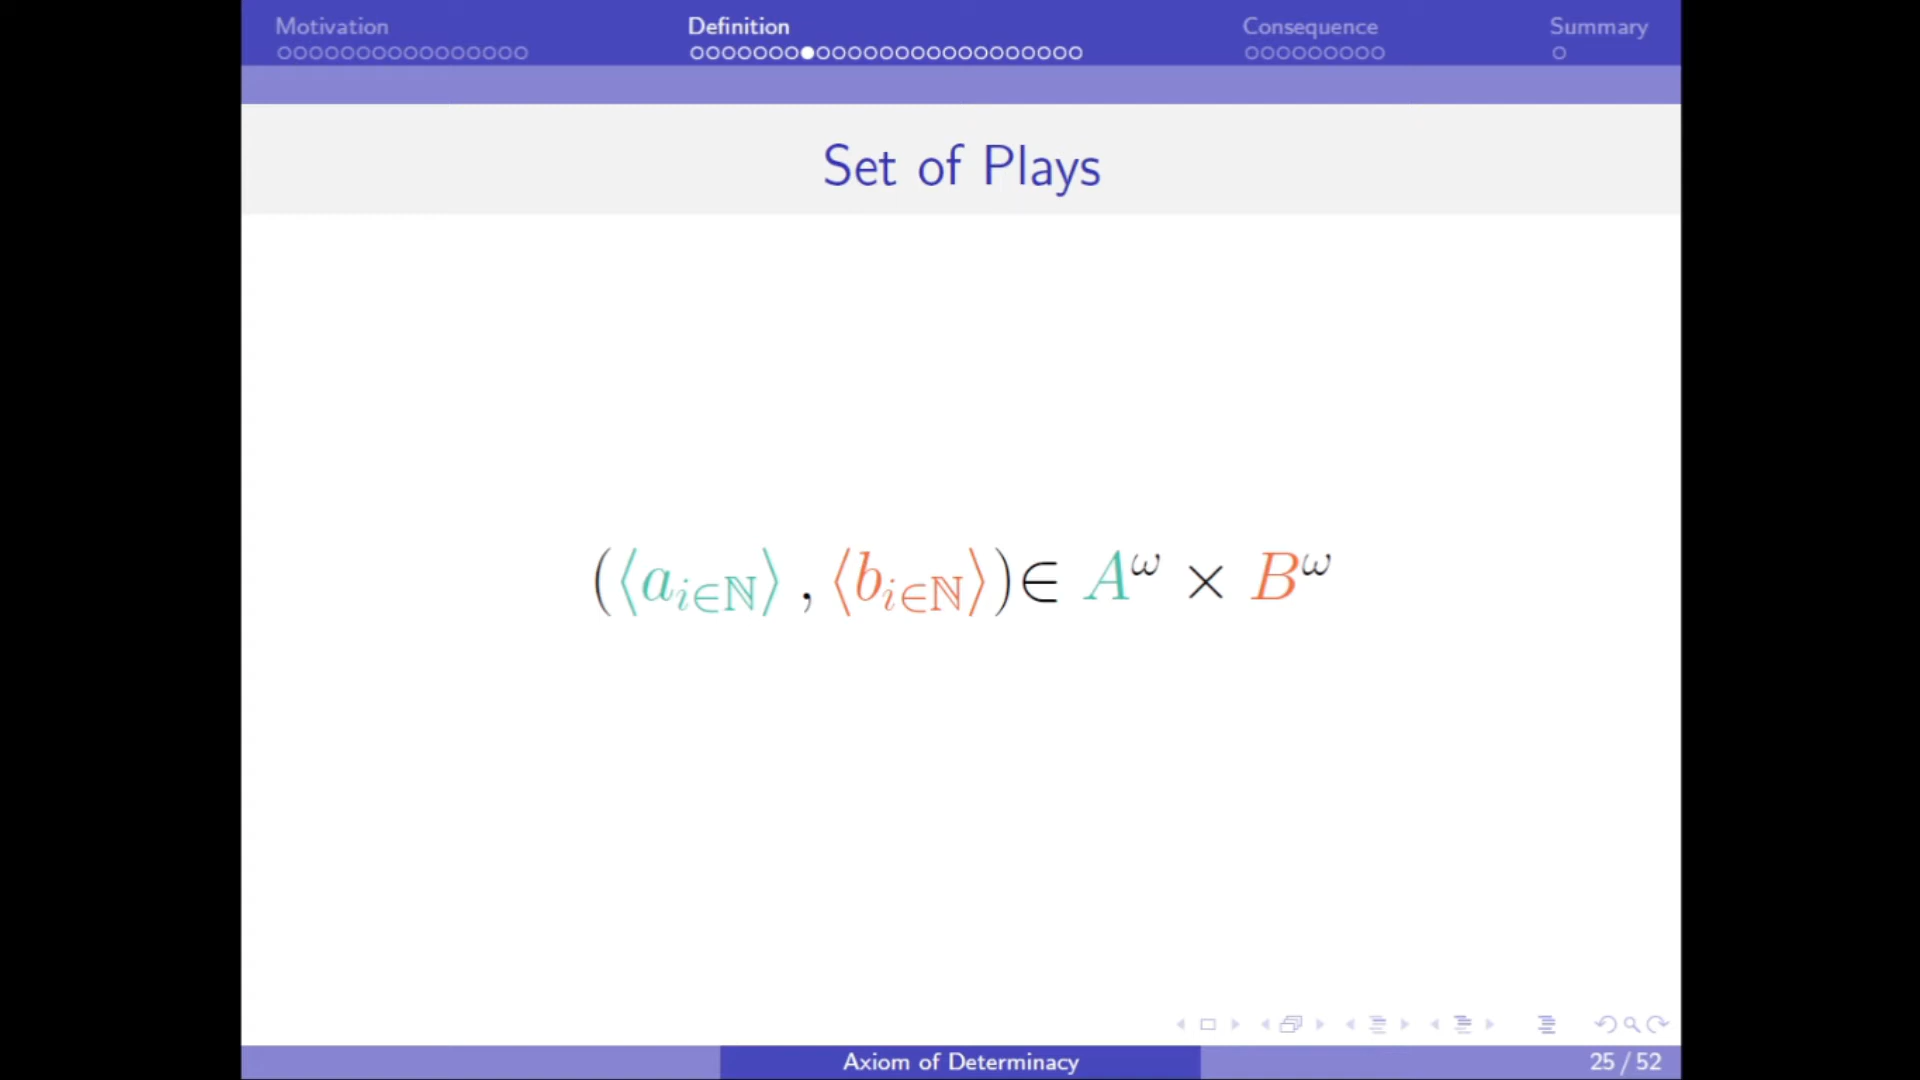 Motivation Definition Consequence Summary
Set of Plays
(⟨a_{i∈ℕ}⟩ , ⟨b_{i∈ℕ}⟩) ∈ A^ω × B^ω
Axiom of Determinacy 25 / 52